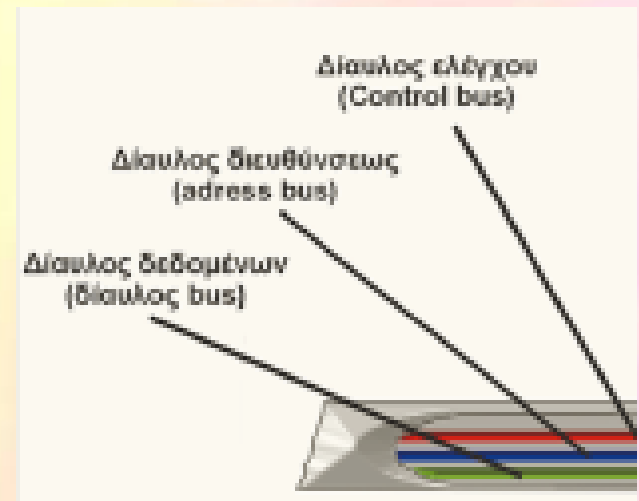 Δίαυλος ελέγχου
(Control bus)
Δίαυλος διευθύνσεως
(adress bus)
Δίαυλος δεδομένων
(δίαυλος bus)